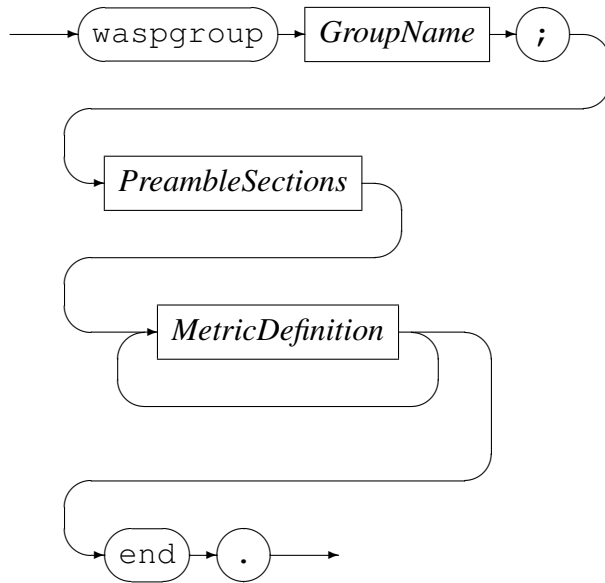 waspgroup GroupName ;
PreambleSections
MetricDefinition
end .